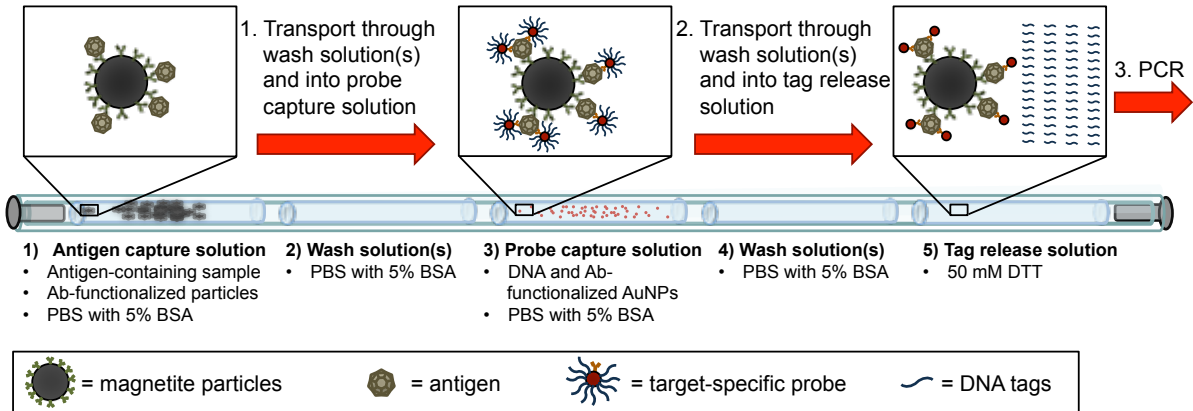 1. Transport through
wash solution(s)
and into probe
capture solution
2. Transport through
wash solution(s)
and into tag release
solution
3. PCR
1) Antigen capture solution
• Antigen-containing sample
• Ab-functionalized particles
• PBS with 5% BSA
2) Wash solution(s)
• PBS with 5% BSA
3) Probe capture solution
• DNA and Ab-
functionalized AuNPs
• PBS with 5% BSA
4) Wash solution(s)
• PBS with 5% BSA
5) Tag release solution
• 50 mM DTT
= magnetite particles
= antigen
= target-specific probe
= DNA tags